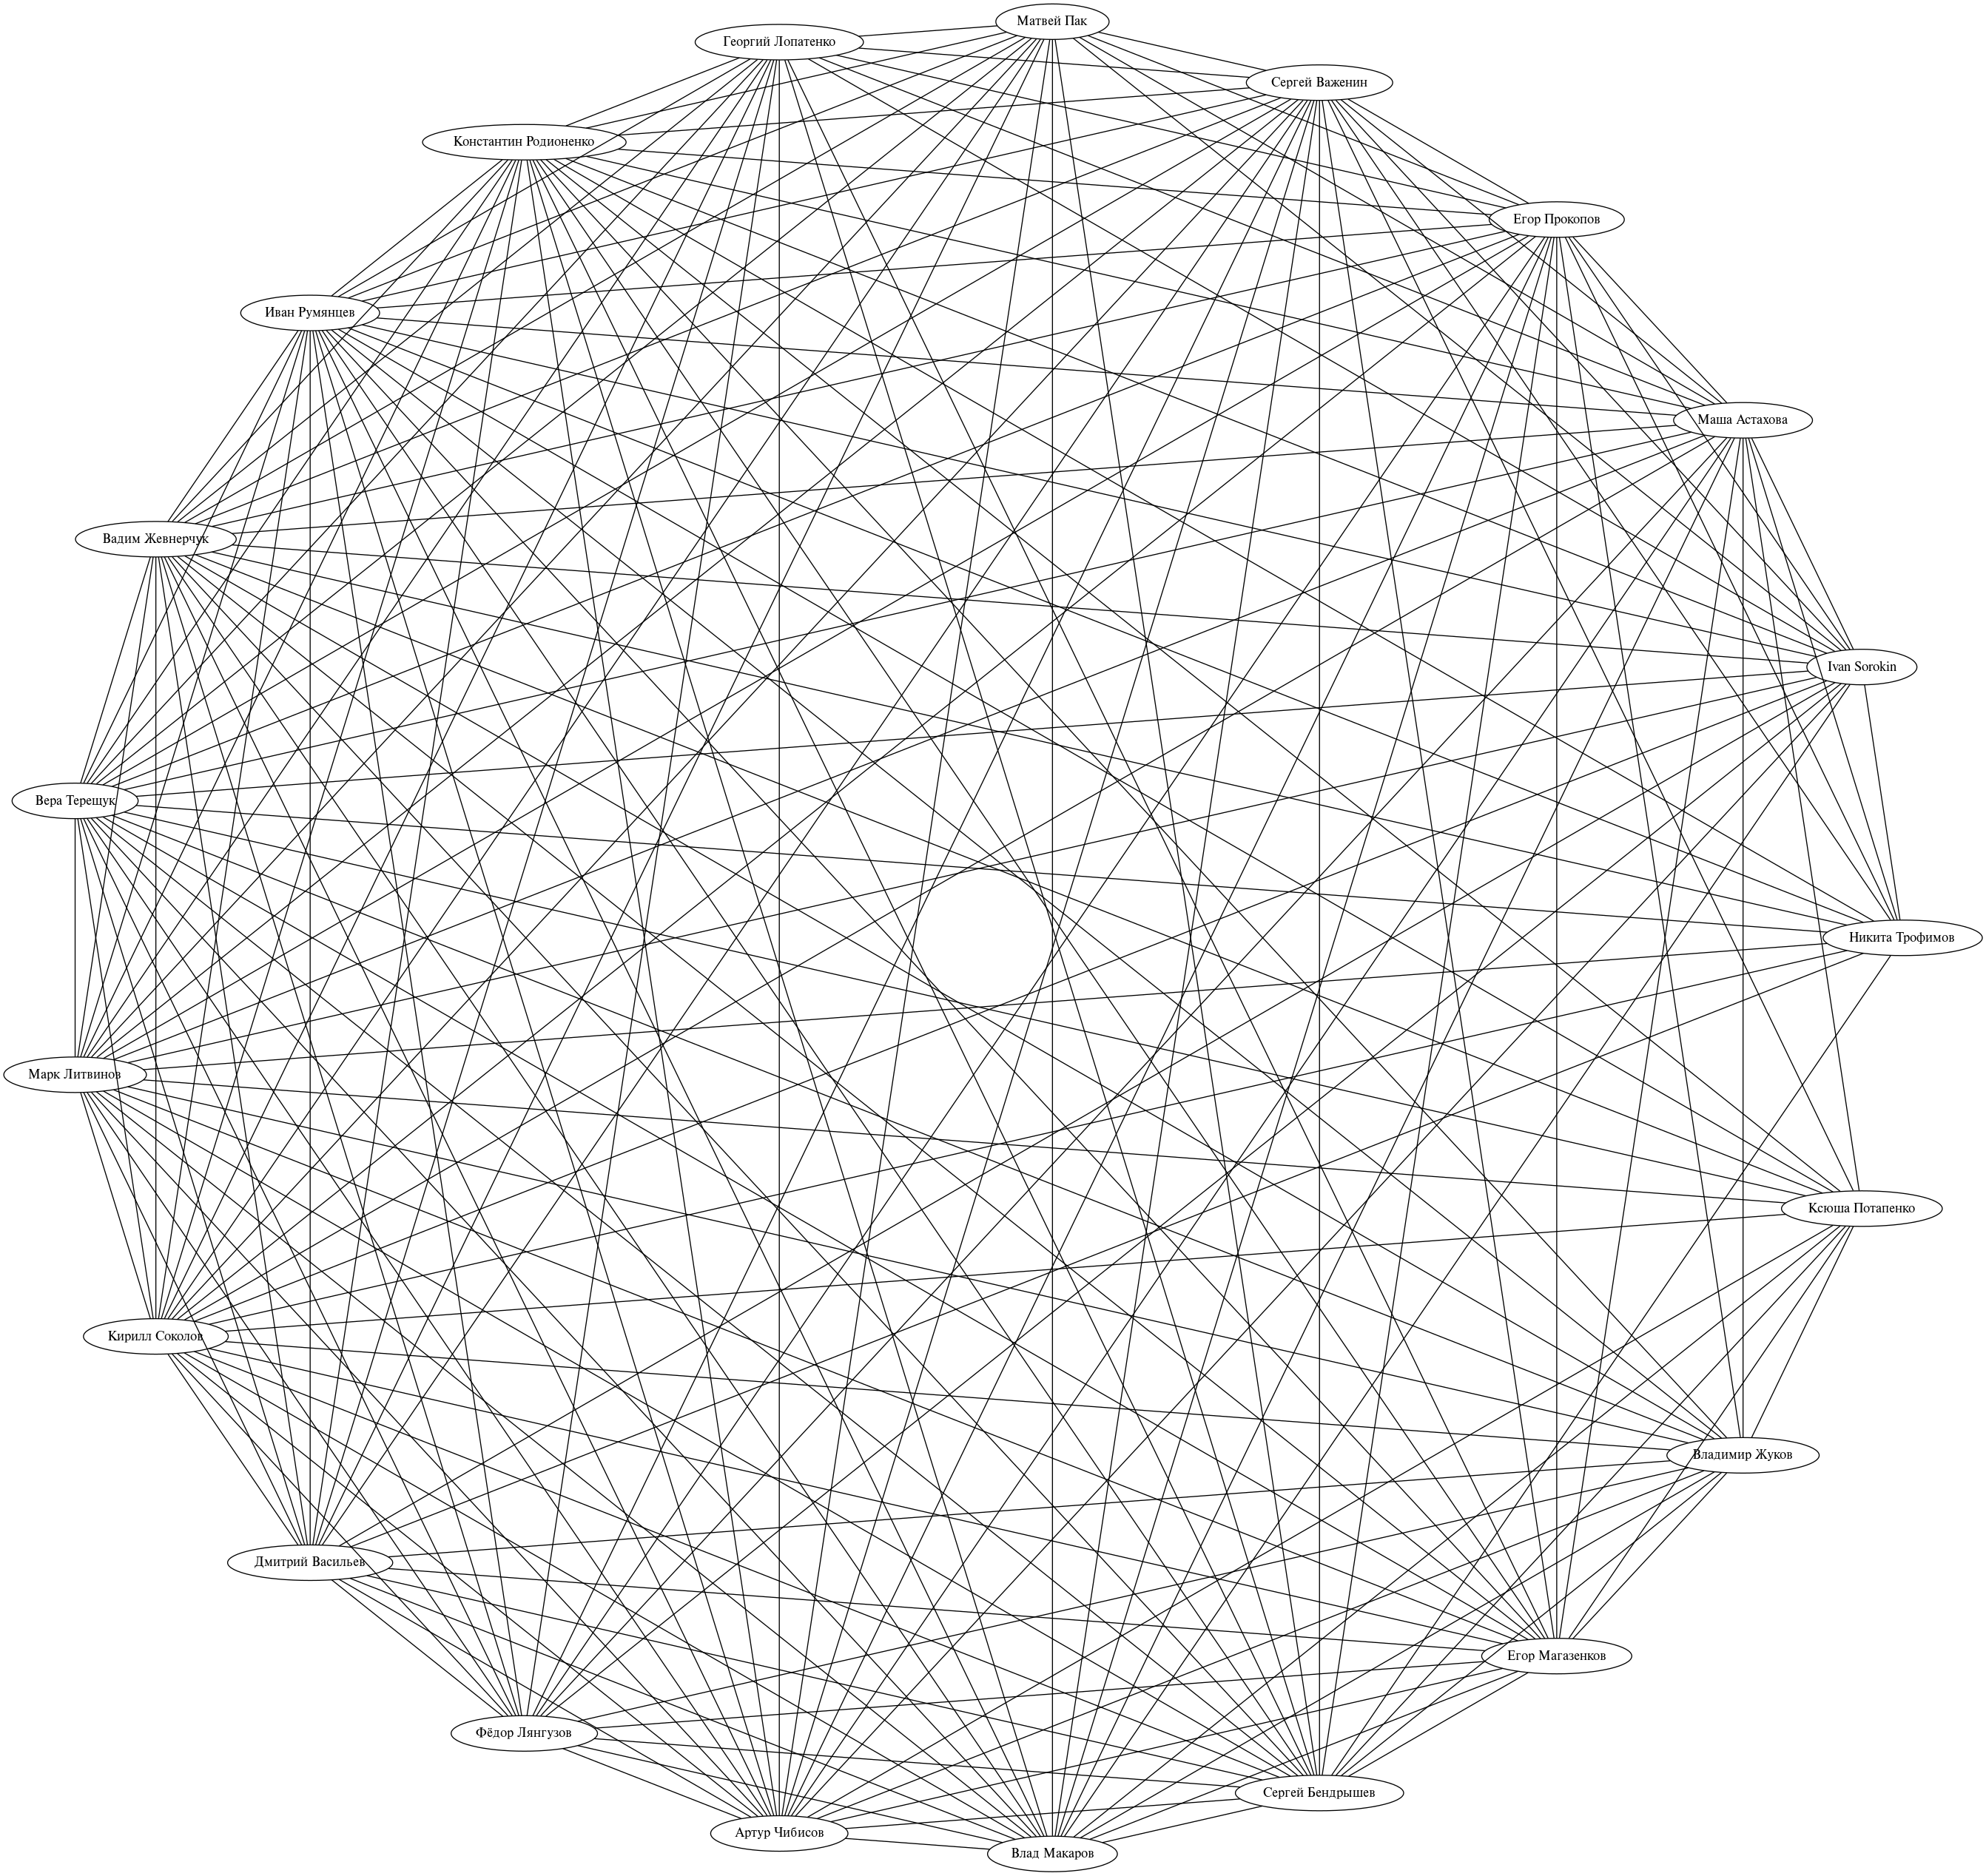 Матвей Пак
Георгий Лопатенко
Сергей Важенин
Константин Родионенко
Егор Прокопов
Иван Румянцев
Маша Астахова
Вадим Жевнерчук
Ivan Sorokin
Вера Терещук
Никита Трофимов
Марк Литвинов
Ксюша Потапенко
Кирилл Соколов
Владимир Жуков
Дмитрий Васильев
Егор Магазенков
Фёдор Лянгузов
Сергей Бендрышев
Артур Чибисов
Влад Макаров